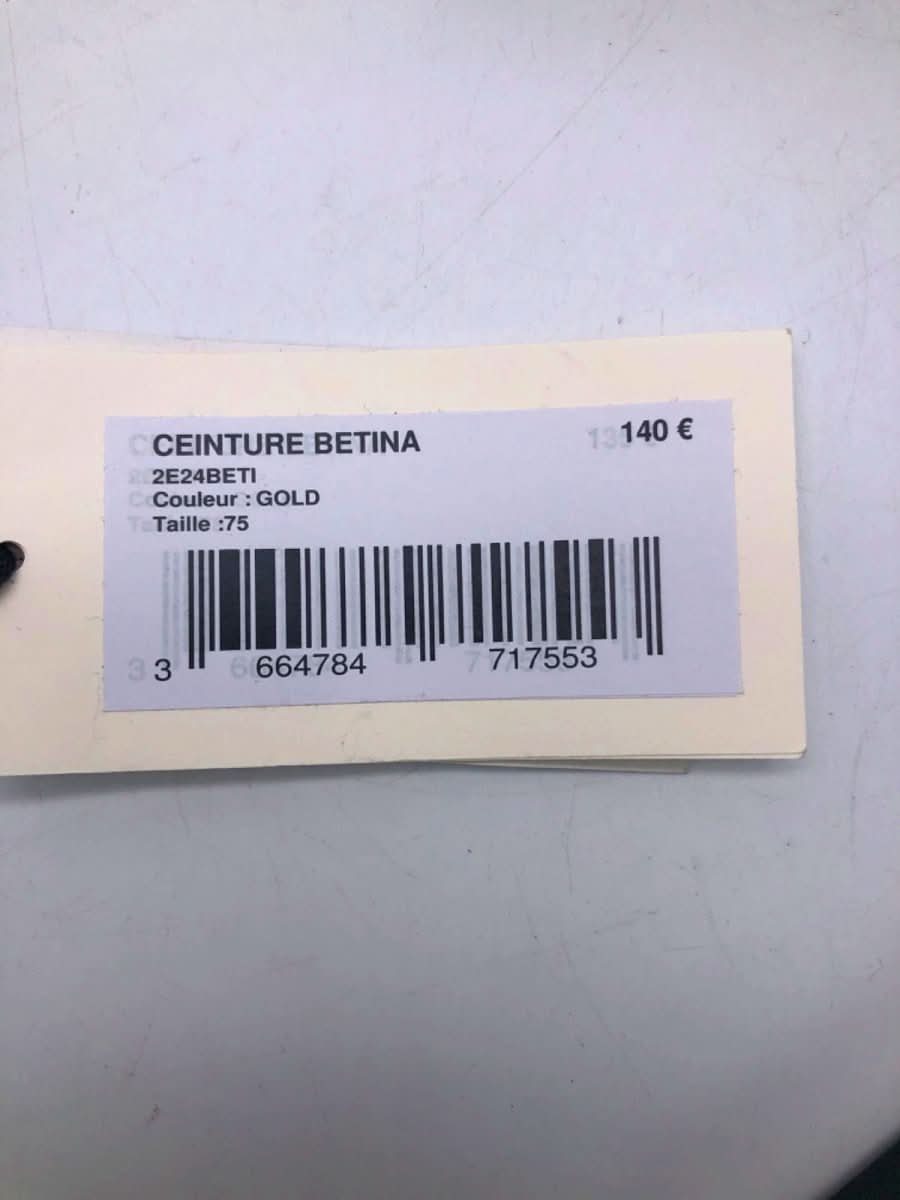 CEINTURE BETINA
140 €
2E24BETI
Couleur : GOLD
Taille :75
3 664784 717553